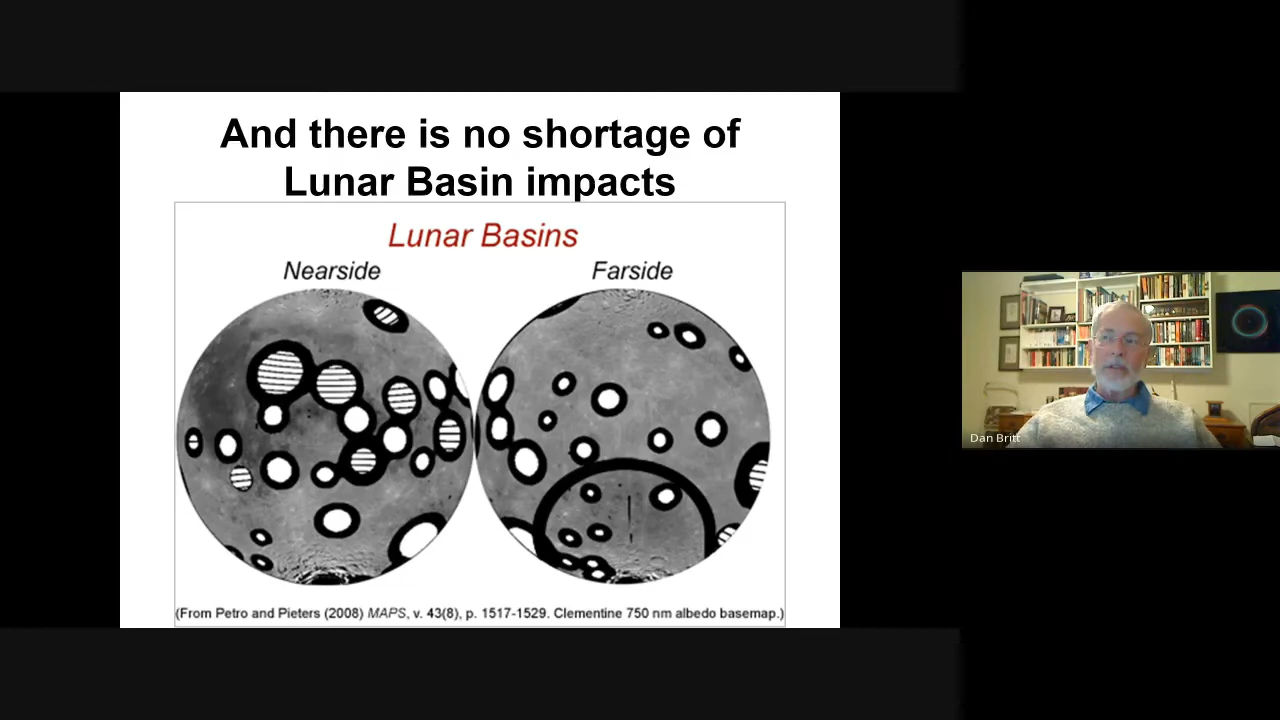 And there is no shortage of
Lunar Basin impacts
Lunar Basins
Nearside
Farside
(From Petro and Pieters (2008) MAPS, v. 43(8), p. 1517-1529. Clementine 750 nm albedo basemap.)
Dan Britt